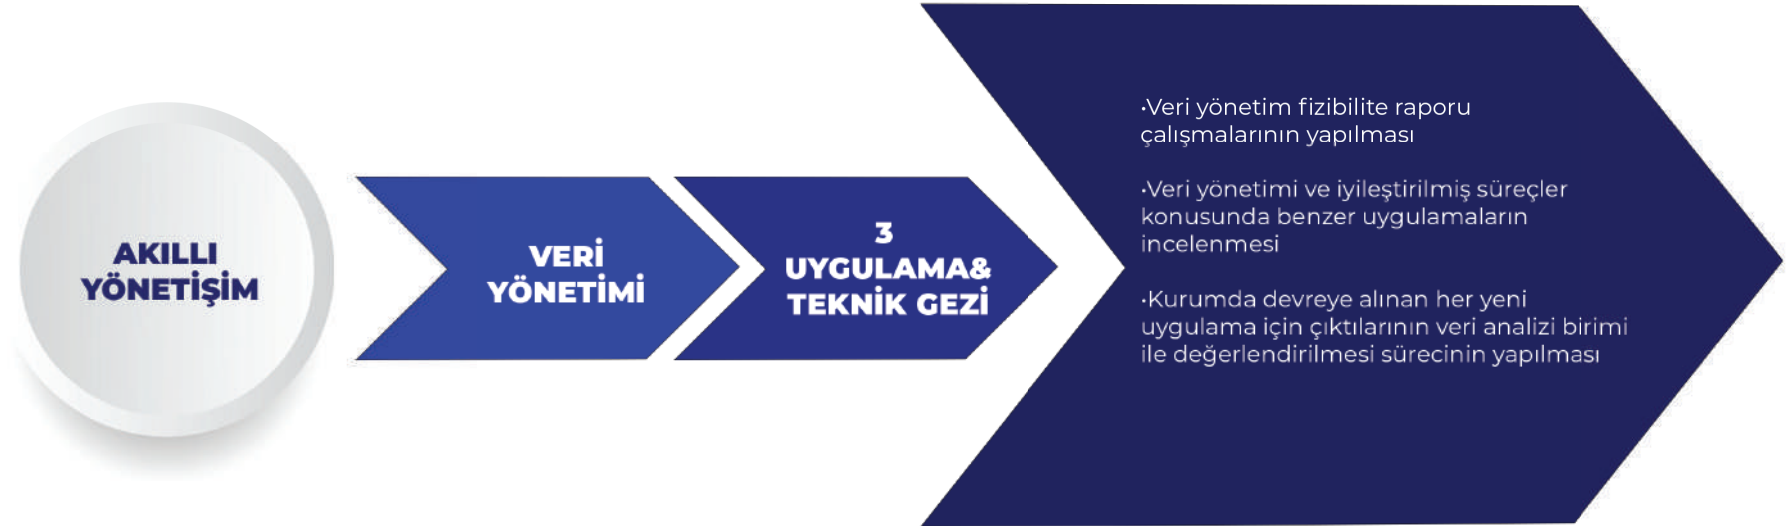 AKILLI
YÖNETİŞİM
VERİ
YÖNETİMİ
3
UYGULAMA&
TEKNİK GEZİ
•Veri yönetim fizibilite raporu
çalışmalarının yapılması
•Veri yönetimi ve iyileştirilmiş süreçler
konusunda benzer uygulamaların
incelenmesi
•Kurumda devreye alınan her yeni
uygulama için çıktılarının veri analizi birimi
ile değerlendirilmesi sürecinin yapılması